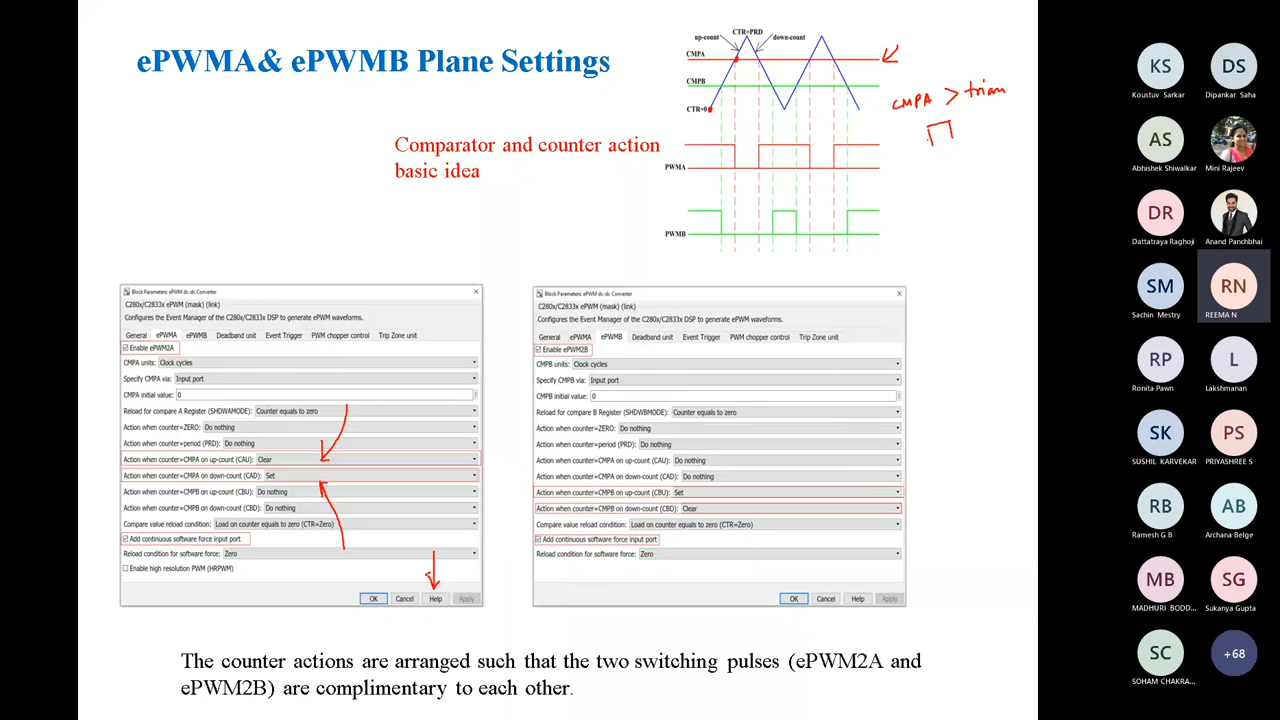 ePWMA& ePWMB Plane Settings
CTR=PRD
up-count
down-count
CMPA
CMPB
CTR=0
CMPA > trian
PWMA
PWMB
Comparator and counter action
basic idea
Block Parameters: ePWM dc-dc Converter
C280x/C2833x ePWM (mask) (link)
Configures the Event Manager of the C280x/C2833x DSP to generate ePWM waveforms.
General ePWMA ePWMB Deadband unit Event Trigger PWM chopper control Trip Zone unit
Enable ePWM2A
CMPA units: Clock cycles
Specify CMPA via: Input port
CMPA initial value: 0
Reload for compare A Register (SHDWAMODE): Counter equals to zero
Action when counter=ZERO: Do nothing
Action when counter=period (PRD): Do nothing
Action when counter=CMPA on up-count (CAU): Clear
Action when counter=CMPA on down-count (CAD): Set
Action when counter=CMPB on up-count (CBU): Do nothing
Action when counter=CMPB on down-count (CBD): Do nothing
Compare value reload condition: Load on counter equals to zero (CTR=Zero)
Add continuous software force input port
Reload condition for software force: Zero
Enable high resolution PWM (HRPWM)
OK Cancel Help Apply
Block Parameters: ePWM dc-dc Converter
C280x/C2833x ePWM (mask) (link)
Configures the Event Manager of the C280x/C2833x DSP to generate ePWM waveforms.
General ePWMA ePWMB Deadband unit Event Trigger PWM chopper control Trip Zone unit
Enable ePWM2B
CMPB units: Clock cycles
Specify CMPB via: Input port
CMPB initial value: 0
Reload for compare B Register (SHDWBMODE): Counter equals to zero
Action when counter=ZERO: Do nothing
Action when counter=period (PRD): Do nothing
Action when counter=CMPA on up-count (CAU): Do nothing
Action when counter=CMPA on down-count (CAD): Do nothing
Action when counter=CMPB on up-count (CBU): Set
Action when counter=CMPB on down-count (CBD): Clear
Compare value reload condition: Load on counter equals to zero (CTR=Zero)
Add continuous software force input port
Reload condition for software force: Zero
OK Cancel Help Apply
The counter actions are arranged such that the two switching pulses (ePWM2A and
ePWM2B) are complimentary to each other.
KS DS
Koustuv Sarkar Dipankar Saha
AS
Abhishek Shiwalkar Mini Rajeev
DR
Dattatraya Raghoji Anand Panchbhai
SM RN
Sachin Mestry REEMA N
RP L
Ronita Pawn Lakshmanan
SK PS
SUSHIL KARVEKAR PRIYASHREE S
RB AB
Ramesh G B Archana Belge
MB SG
MADHURI BODD... Sukanya Gupta
SC +68
SOHAM CHAKRA...